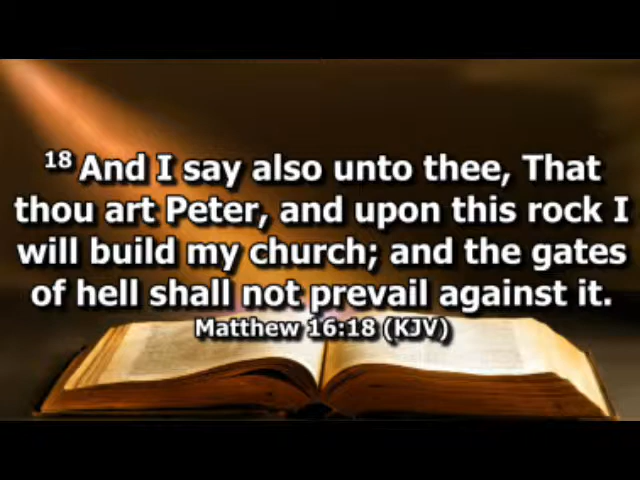 18 And I say also unto thee, That
thou art Peter, and upon this rock I
will build my church; and the gates
of hell shall not prevail against it.
Matthew 16:18 (KJV)